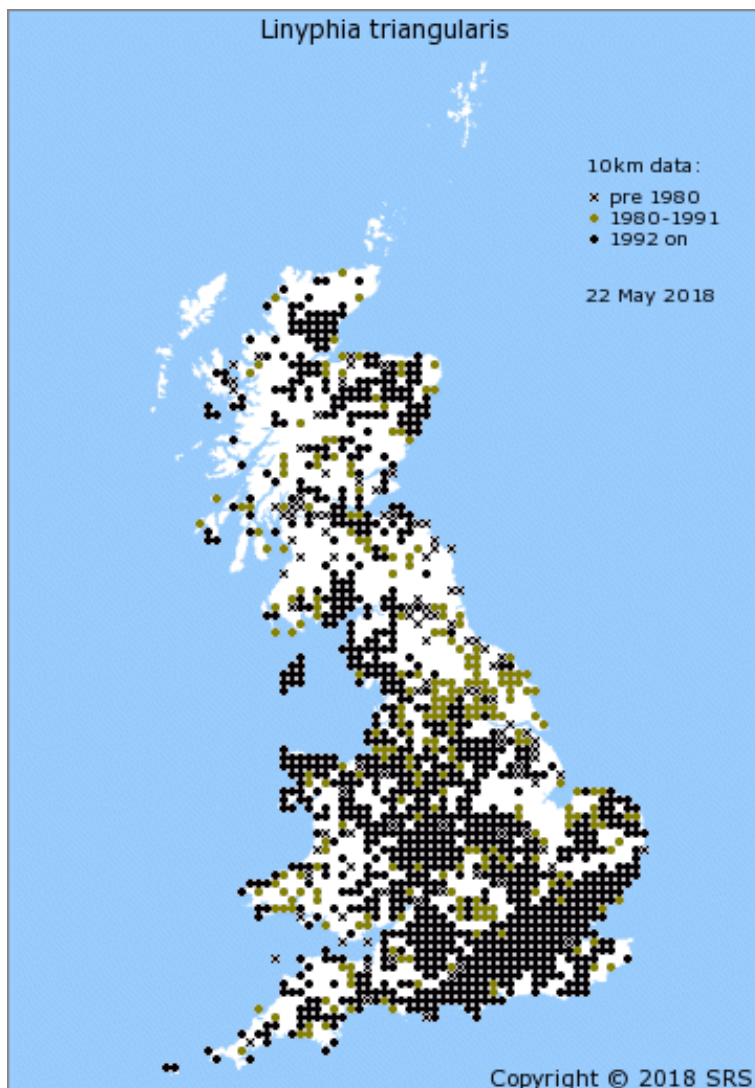 Linyphia triangularis
10km data:
pre 1980
1980-1991
1992 on
22 May 2018
Copyright © 2018 SRS